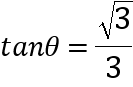 tanθ = √3/3